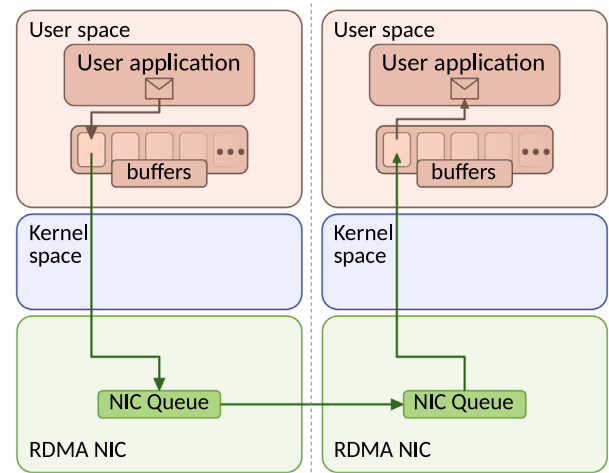 User space
User application
buffers
Kernel
space
NIC Queue
RDMA NIC
User space
User application
buffers
Kernel
space
NIC Queue
RDMA NIC